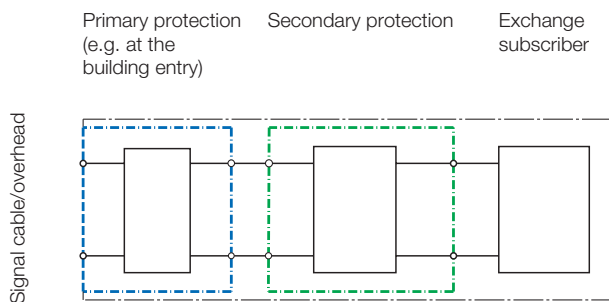 Primary protection
(e.g. at the
building entry)
Secondary protection
Exchange
subscriber
Signal cable/overhead